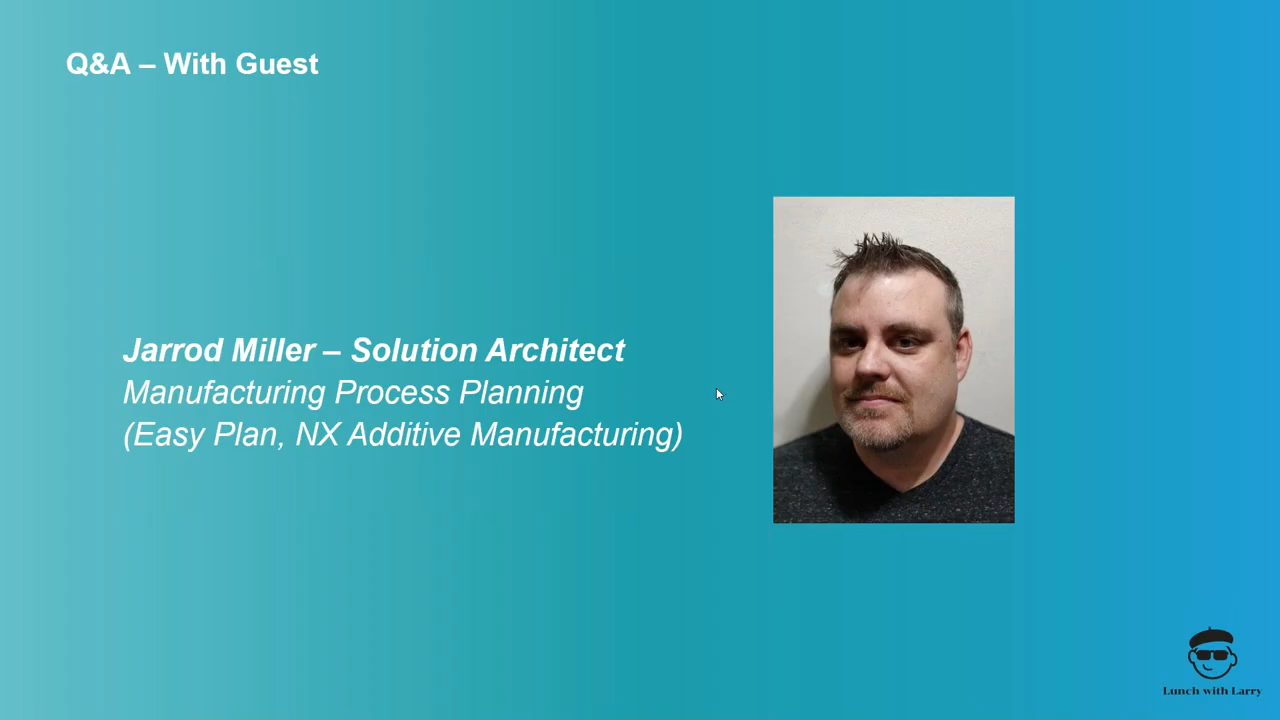 Q&A – With Guest
Jarrod Miller – Solution Architect
Manufacturing Process Planning
(Easy Plan, NX Additive Manufacturing)
Lunch with Larry